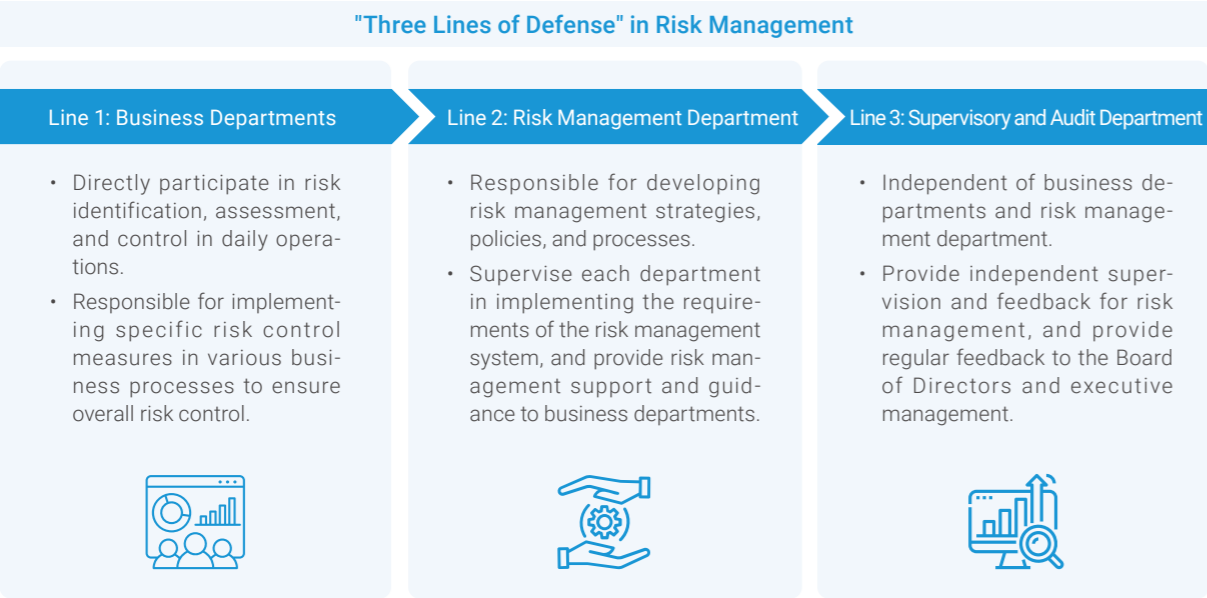 "Three Lines of Defense" in Risk Management
Line 1: Business Departments
• Directly participate in risk
identification, assessment,
and control in daily opera-
tions.
• Responsible for implement-
ing specific risk control
measures in various busi-
ness processes to ensure
overall risk control.
Line 2: Risk Management Department
• Responsible for developing
risk management strategies,
policies, and processes.
• Supervise each department
in implementing the require-
ments of the risk management
system, and provide risk man-
agement support and guid-
ance to business departments.
Line 3: Supervisory and Audit Department
• Independent of business de-
partments and risk manage-
ment department.
• Provide independent super-
vision and feedback for risk
management, and provide
regular feedback to the Board
of Directors and executive
management.